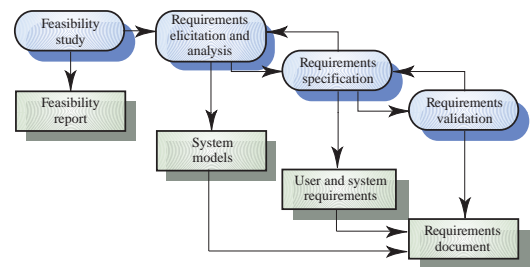 Feasibility
study
Requirements
elicitation and
analysis
Requirements
specification
Requirements
validation
Feasibility
report
System
models
User and system
requirements
Requirements
document